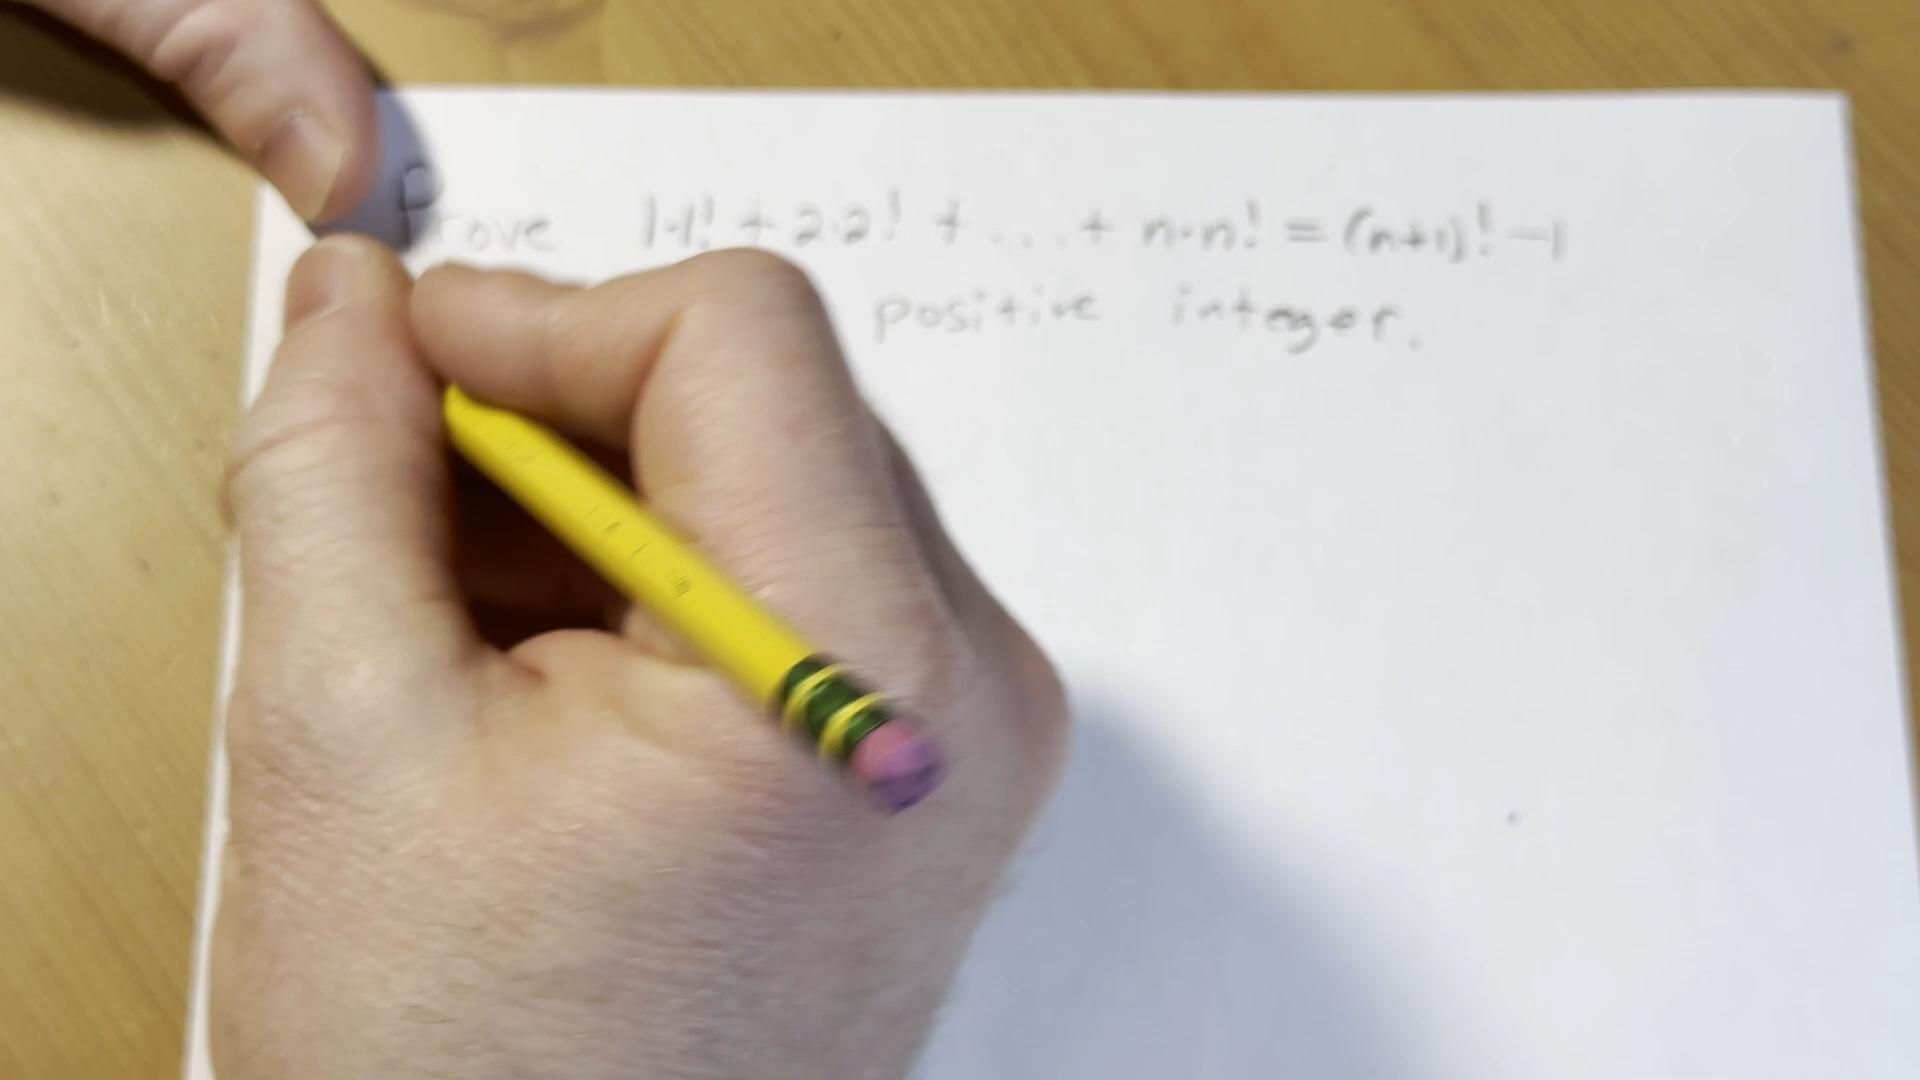 Prove 1·1! + 2·2! + ... + n·n! = (n+1)! -1
positive integer.